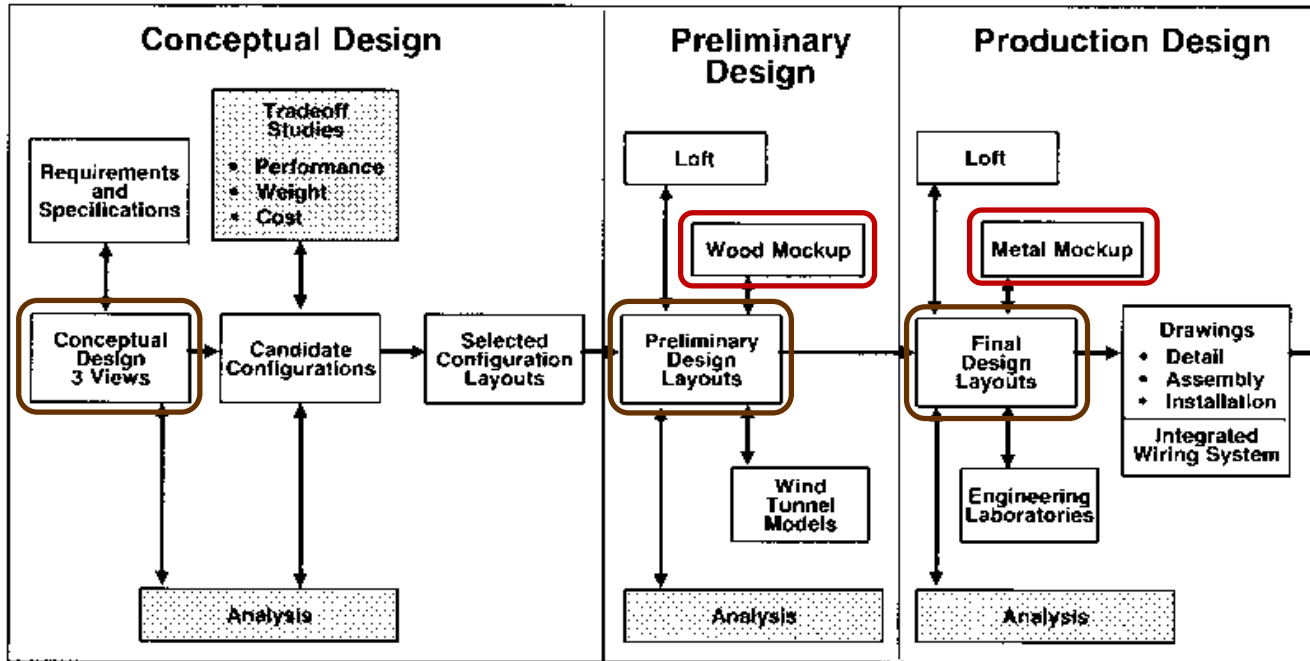 Conceptual Design
Tradeoff
Studies
• Performance
• Weight
• Cost
Requirements
and
Specifications
Conceptual
Design
3 Views
Candidate
Configurations
Selected
Configuration
Layouts
Analysis
Preliminary
Design
Loft
Wood Mockup
Preliminary
Design
Layouts
Wind
Tunnel
Models
Analysis
Production Design
Loft
Metal Mockup
Final
Design
Layouts
Drawings
• Detail
• Assembly
• Installation
Integrated
Wiring System
Engineering
Laboratories
Analysis